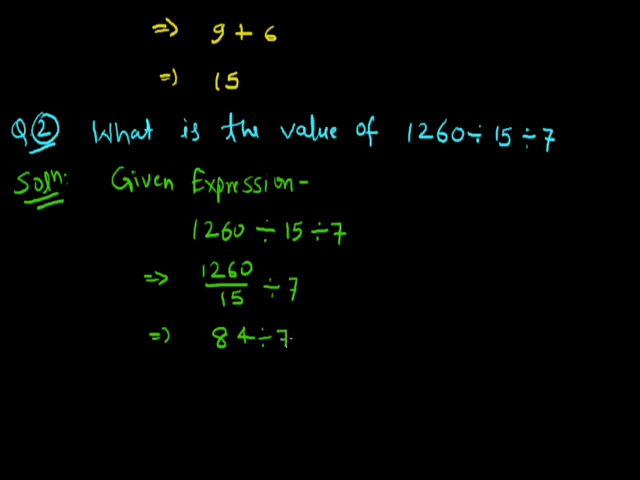 => 9 + 6
=> 15
Q.2 What is the value of 1260 ÷ 15 ÷ 7
Soln: Given Expression -
1260 ÷ 15 ÷ 7
=> 1260/15 ÷ 7
=> 84 ÷ 7